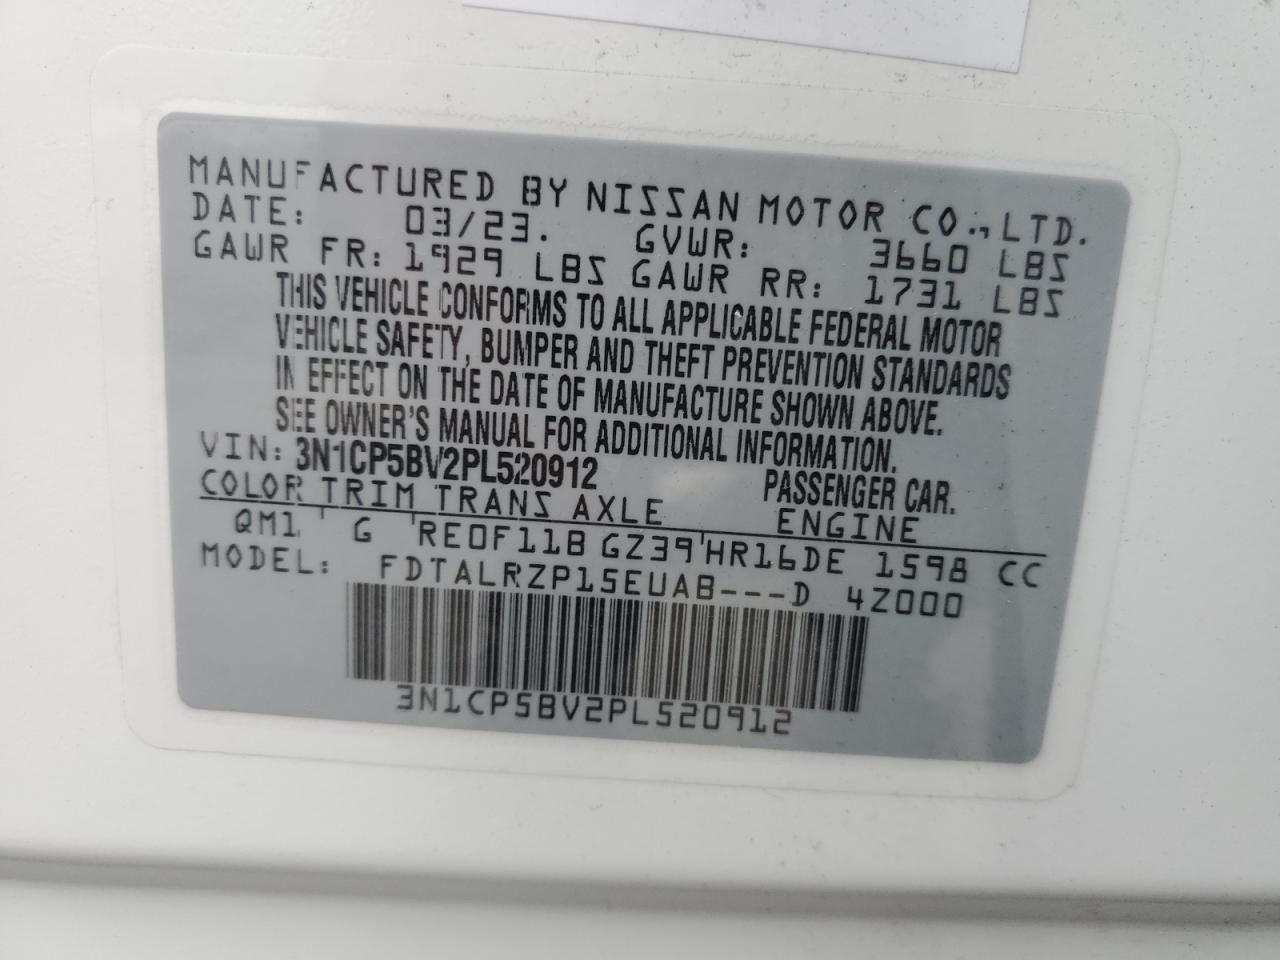 MANUFACTURED BY NISSAN MOTOR CO., LTD.
DATE: 03/23. GVWR: 3660 LBS
GAWR FR: 1929 LBS GAWR RR: 1731 LBS
THIS VEHICLE CONFORMS TO ALL APPLICABLE FEDERAL MOTOR
VEHICLE SAFETY, BUMPER AND THEFT PREVENTION STANDARDS
IN EFFECT ON THE DATE OF MANUFACTURE SHOWN ABOVE.
SEE OWNER'S MANUAL FOR ADDITIONAL INFORMATION.
VIN: 3N1CP5BV2PL520912 PASSENGER CAR.
COLOR TRIM TRANS AXLE ENGINE
QM1 G RE0F11B GZ39 HR16DE 1598 CC
MODEL: FDTALRZP15EUAB---D 4Z000
3N1CP5BV2PL520912